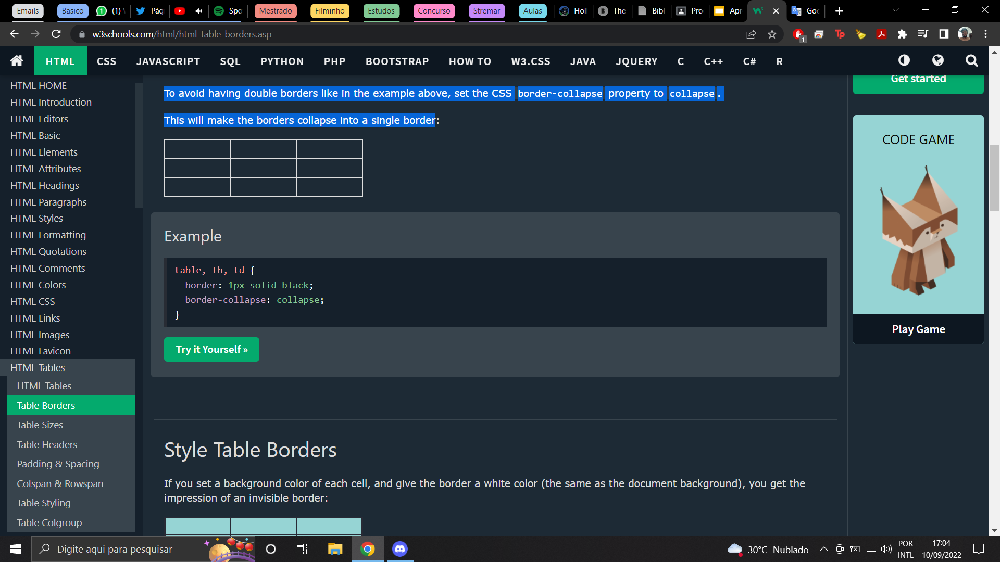 Emails
Basico
(1)
Pág
Spo
Mestrado
Filminho
Estudos
Concurso
Stremar
Aulas
Holl
The
Bibl
Pro
Apr
Goo
w3schools.com/html/html_table_borders.asp
1
HTML
CSS
JAVASCRIPT
SQL
PYTHON
PHP
BOOTSTRAP
HOW TO
W3.CSS
JAVA
JQUERY
C
C++
C#
R
HTML HOME
HTML Introduction
HTML Editors
HTML Basic
HTML Elements
HTML Attributes
HTML Headings
HTML Paragraphs
HTML Styles
HTML Formatting
HTML Quotations
HTML Comments
HTML Colors
HTML CSS
HTML Links
HTML Images
HTML Favicon
HTML Tables
HTML Tables
Table Borders
Table Sizes
Table Headers
Padding & Spacing
Colspan & Rowspan
Table Styling
Table Colgroup
To avoid having double borders like in the example above, set the CSS border-collapse property to collapse.
This will make the borders collapse into a single border:
Example
table, th, td {
border: 1px solid black;
border-collapse: collapse;
}
Try it Yourself »
Style Table Borders
If you set a background color of each cell, and give the border a white color (the same as the document background), you get the
impression of an invisible border:
Get started
CODE GAME
Play Game
Digite aqui para pesquisar
30°C Nublado
POR
INTL
17:04
10/09/2022